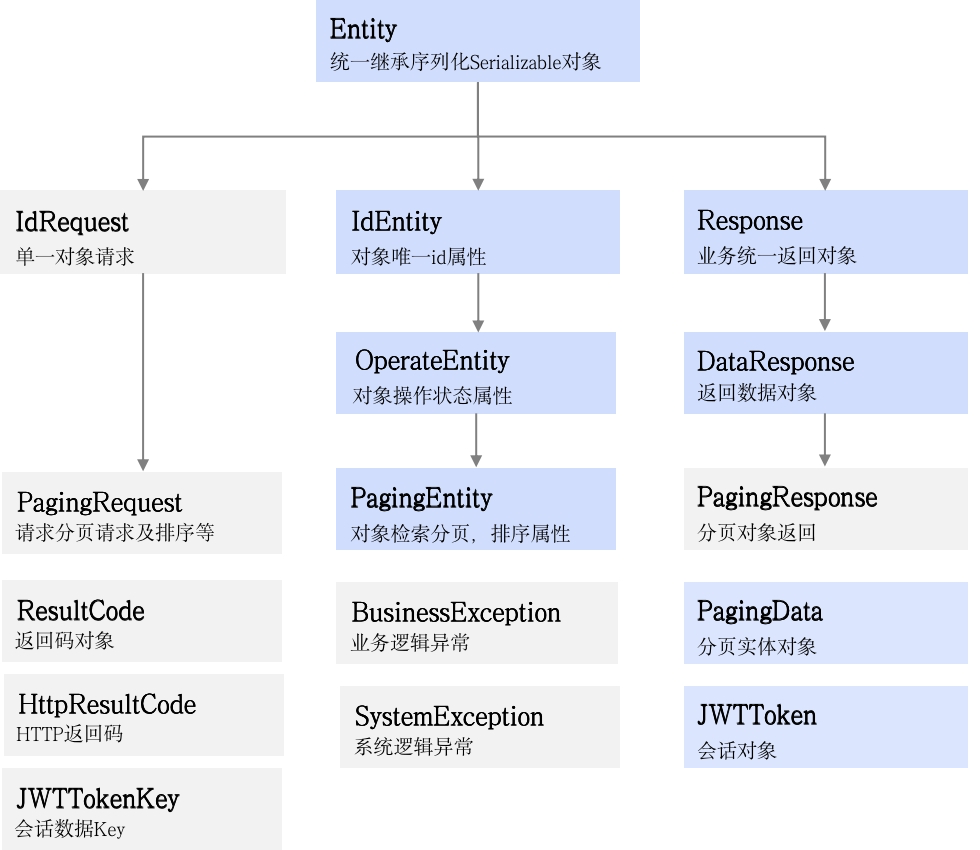 Entity
统一继承序列化Serializable对象
IdRequest
单一对象请求
IdEntity
对象唯一id属性
Response
业务统一返回对象
OperateEntity
对象操作状态属性
DataResponse
返回数据对象
PagingRequest
请求分页请求及排序等
PagingEntity
对象检索分页，排序属性
PagingResponse
分页对象返回
ResultCode
返回码对象
BusinessException
业务逻辑异常
PagingData
分页实体对象
HttpResultCode
HTTP返回码
SystemException
系统逻辑异常
JWTToken
会话对象
JWTTokenKey
会话数据Key